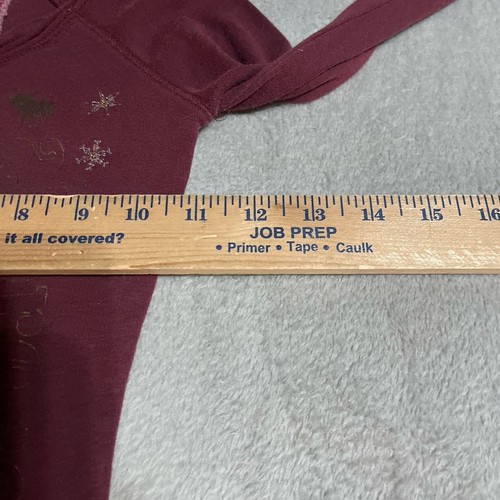 8 9 10 11 12 13 14 15 16
it all covered? JOB PREP
• Primer • Tape • Caulk